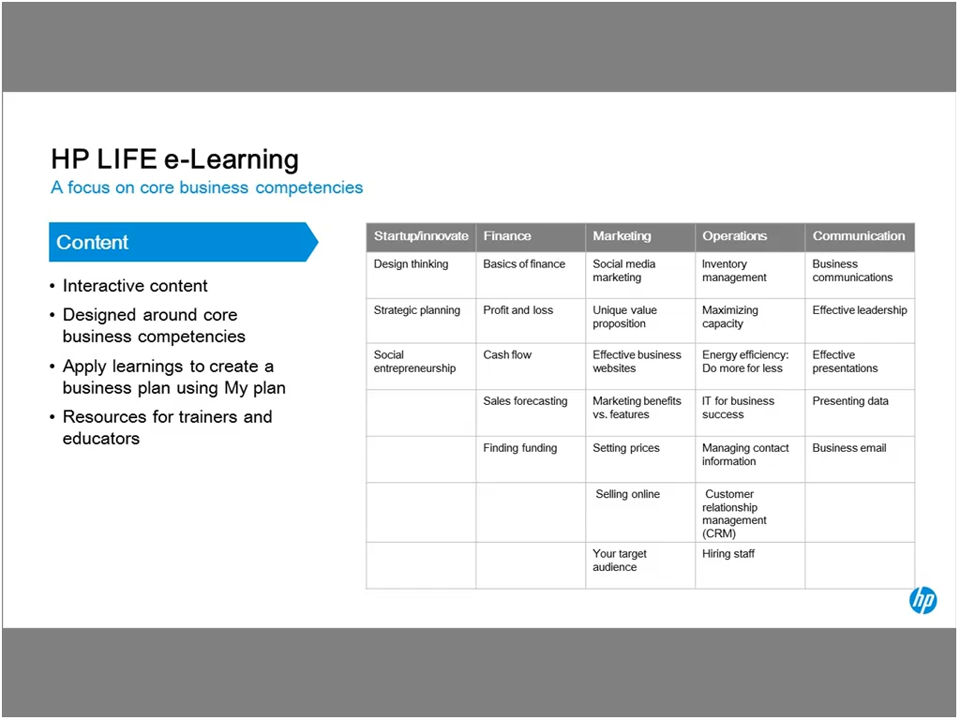 HP LIFE e-Learning
A focus on core business competencies
Content
• Interactive content
• Designed around core
business competencies
• Apply learnings to create a
business plan using My plan
• Resources for trainers and
educators
Startup/innovate Finance Marketing Operations Communication
Design thinking Basics of finance Social media
marketing Inventory
management Business
communications
Strategic planning Profit and loss Unique value
proposition Maximizing
capacity Effective leadership
Social
entrepreneurship Cash flow Effective business
websites Energy efficiency:
Do more for less Effective
presentations
Sales forecasting Marketing benefits
vs. features IT for business
success Presenting data
Finding funding Setting prices Managing contact
information Business email
Selling online Customer
relationship
management
(CRM)
Your target
audience Hiring staff
hp